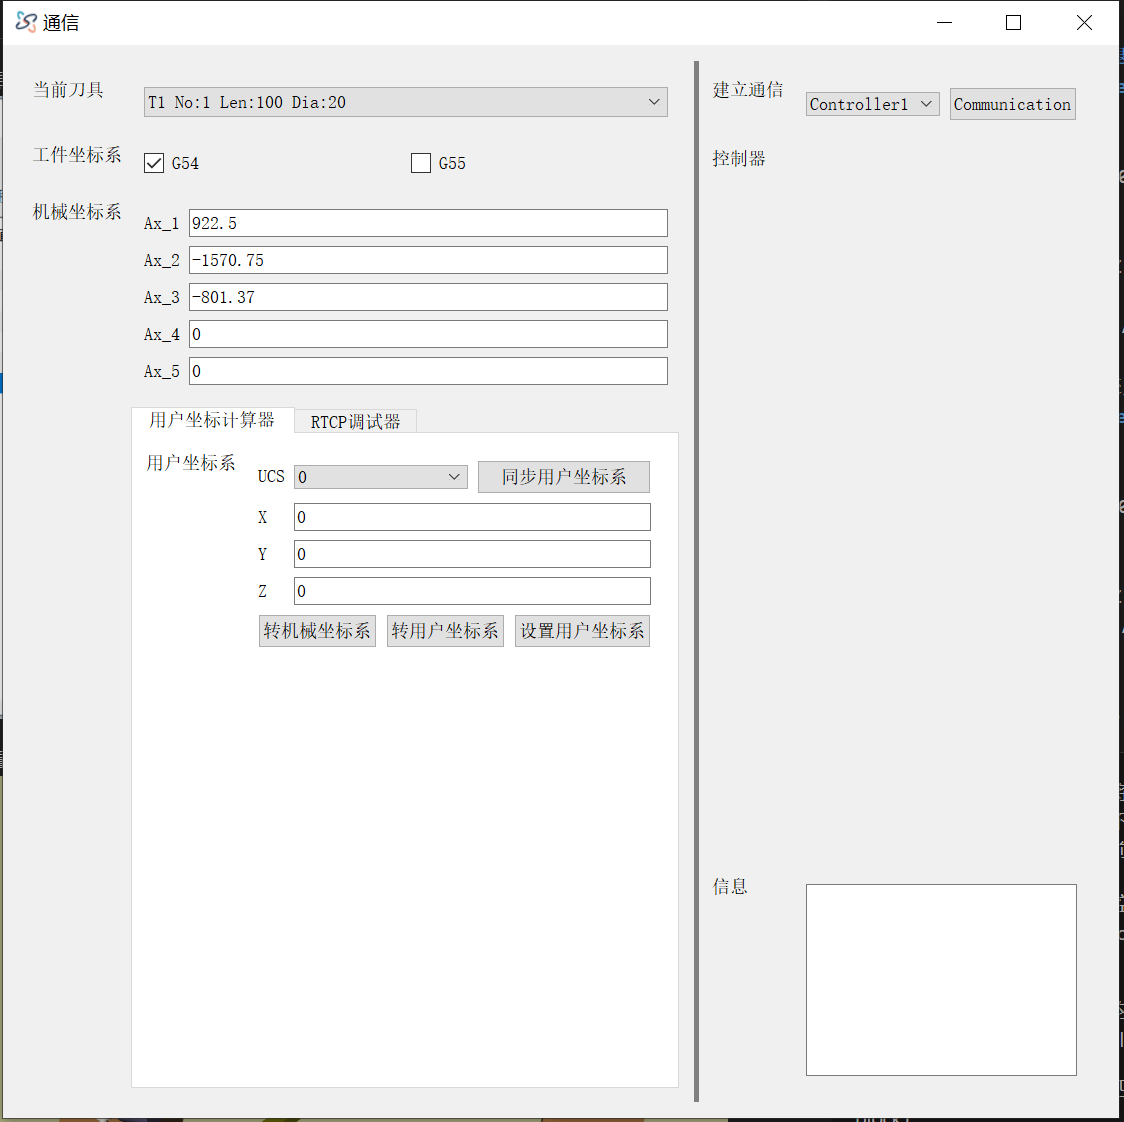 通信
当前刀具
T1 No:1 Len:100 Dia:20
工件坐标系
G54
G55
机械坐标系
Ax_1
922.5
Ax_2
-1570.75
Ax_3
-801.37
Ax_4
0
Ax_5
0
用户坐标计算器
RTCP调试器
用户坐标系
UCS
0
同步用户坐标系
X
0
Y
0
Z
0
转机械坐标系
转用户坐标系
设置用户坐标系
建立通信
Controller1
Communication
控制器
信息